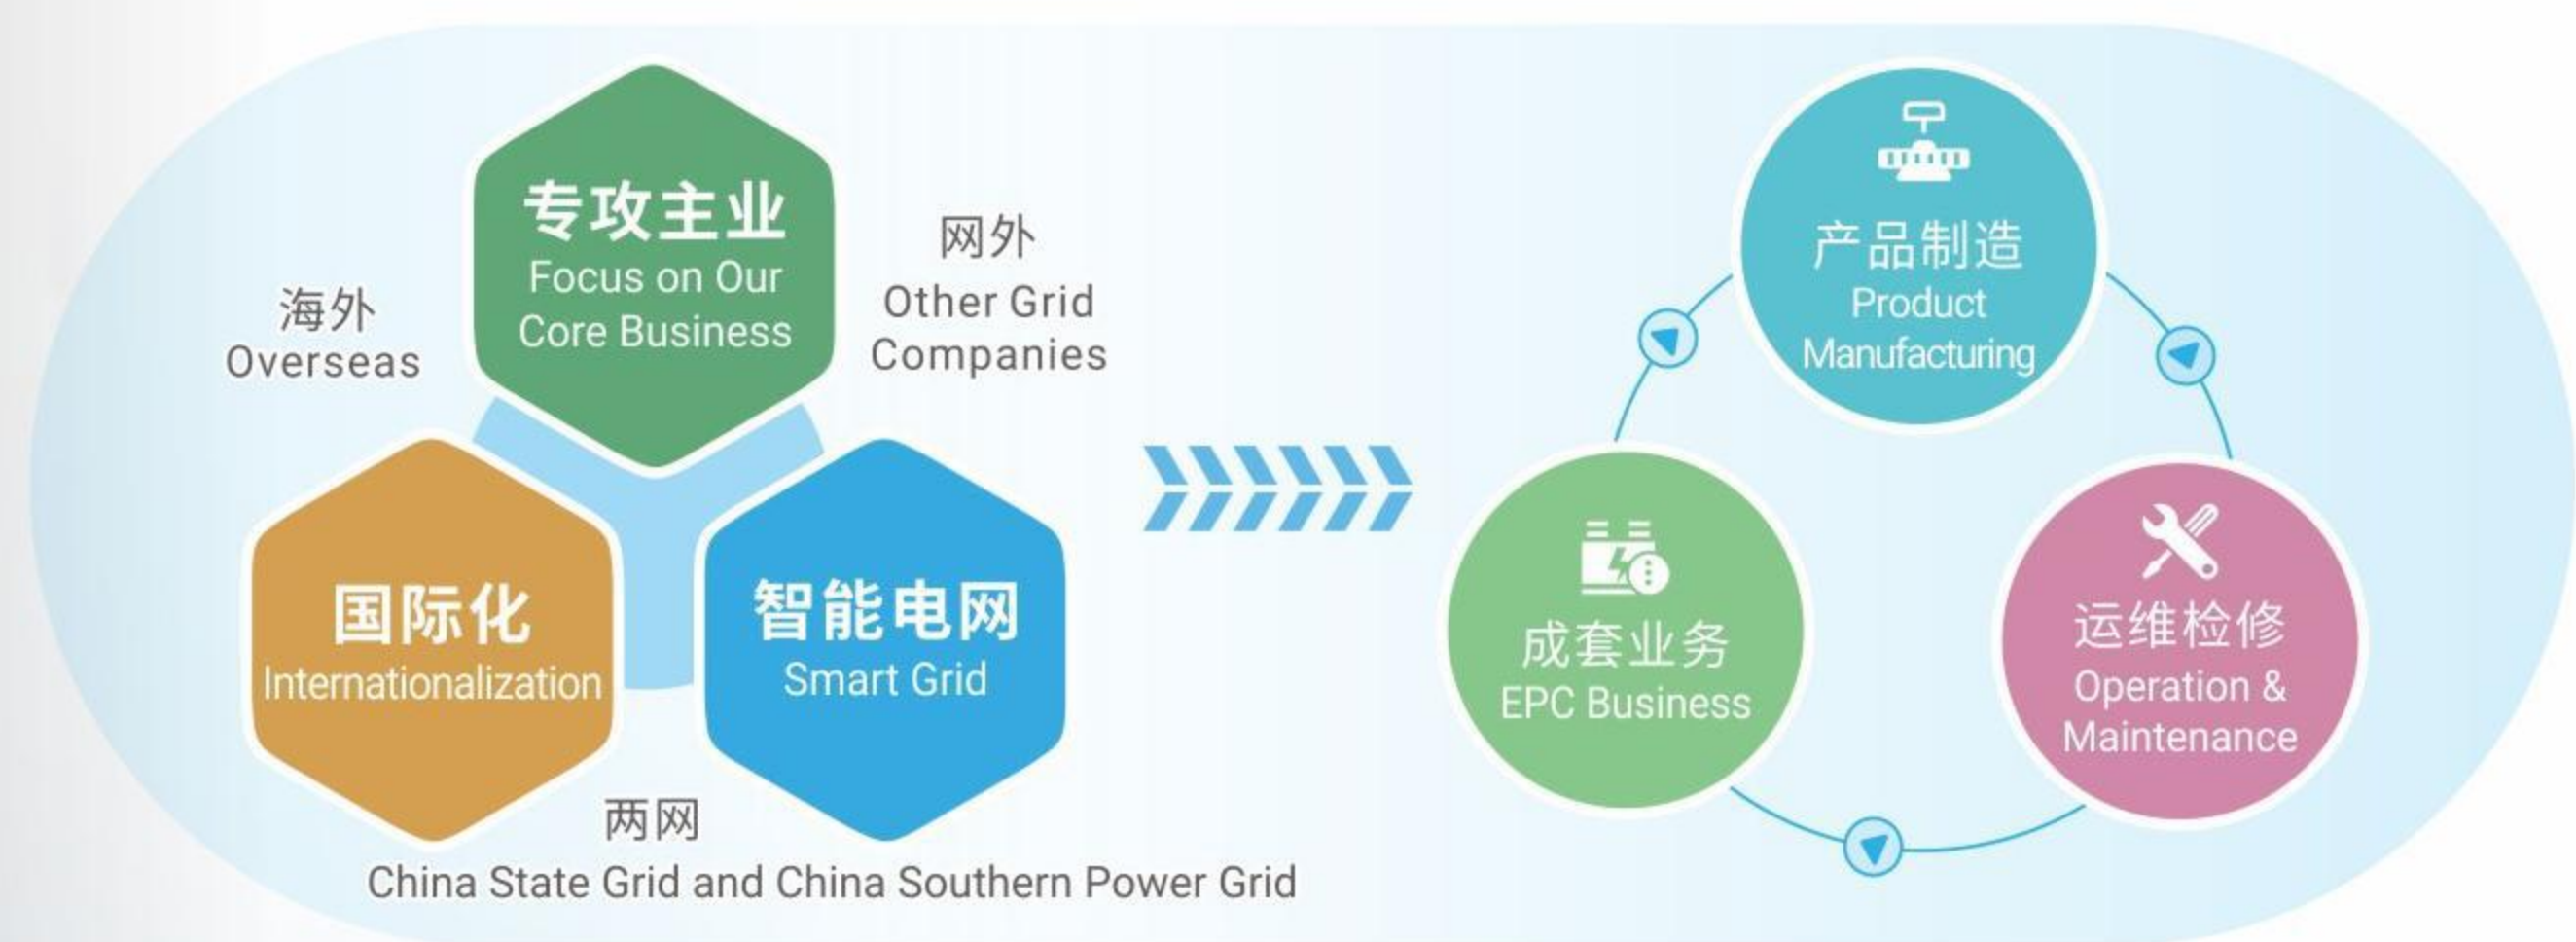 专攻主业
Focus on Our
Core Business
网外
Other Grid
Companies
海外
Overseas
国际化
Internationalization
智能电网
Smart Grid
两网
China State Grid and China Southern Power Grid
产品制造
Product
Manufacturing
成套业务
EPC Business
运维检修
Operation &
Maintenance